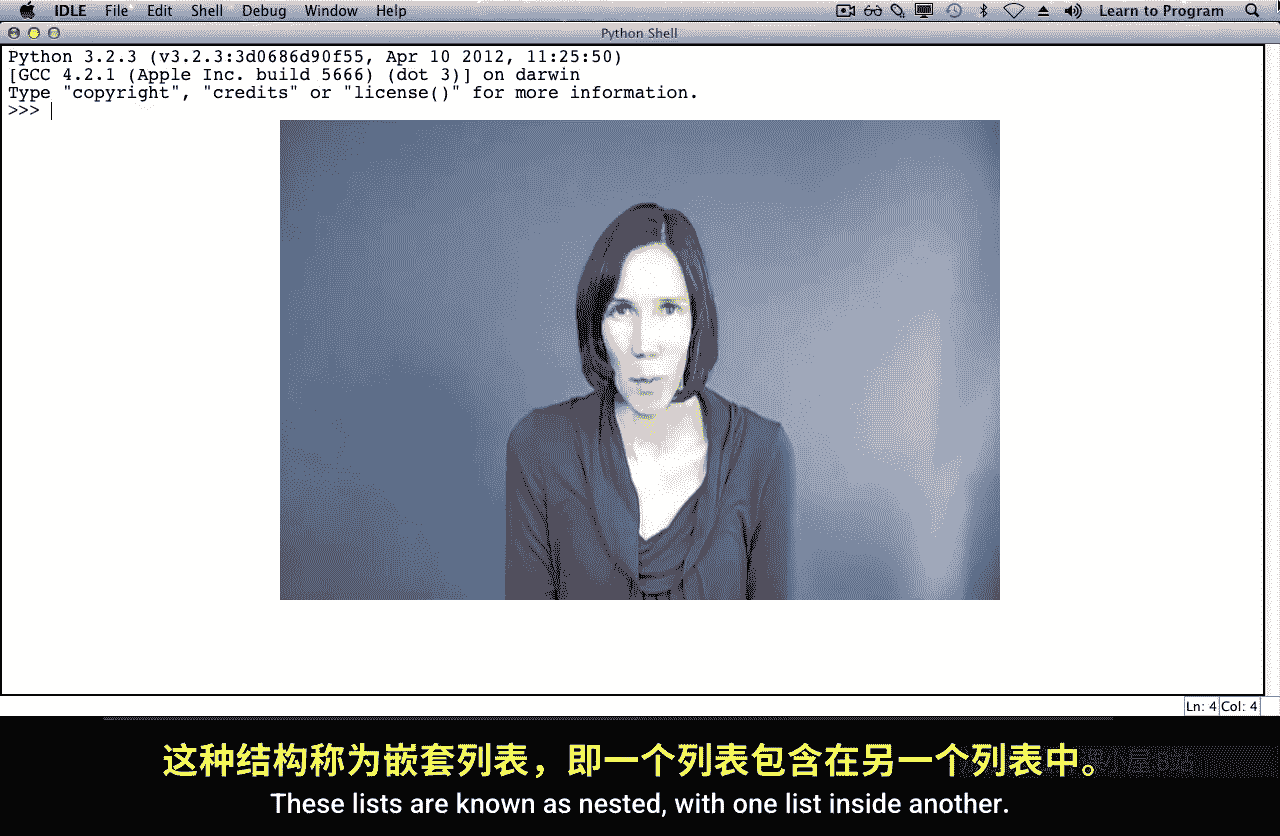 IDLE File Edit Shell Debug Window Help Learn to Program
Python Shell
Python 3.2.3 (v3.2.3:3d0686d90f55, Apr 10 2012, 11:25:50)
[GCC 4.2.1 (Apple Inc. build 5666) (dot 3)] on darwin
Type "copyright", "credits" or "license()" for more information.
>>>
Ln: 4 Col: 4
这种结构称为嵌套列表，即一个列表包含在另一个列表中。
These lists are known as nested, with one list inside another.